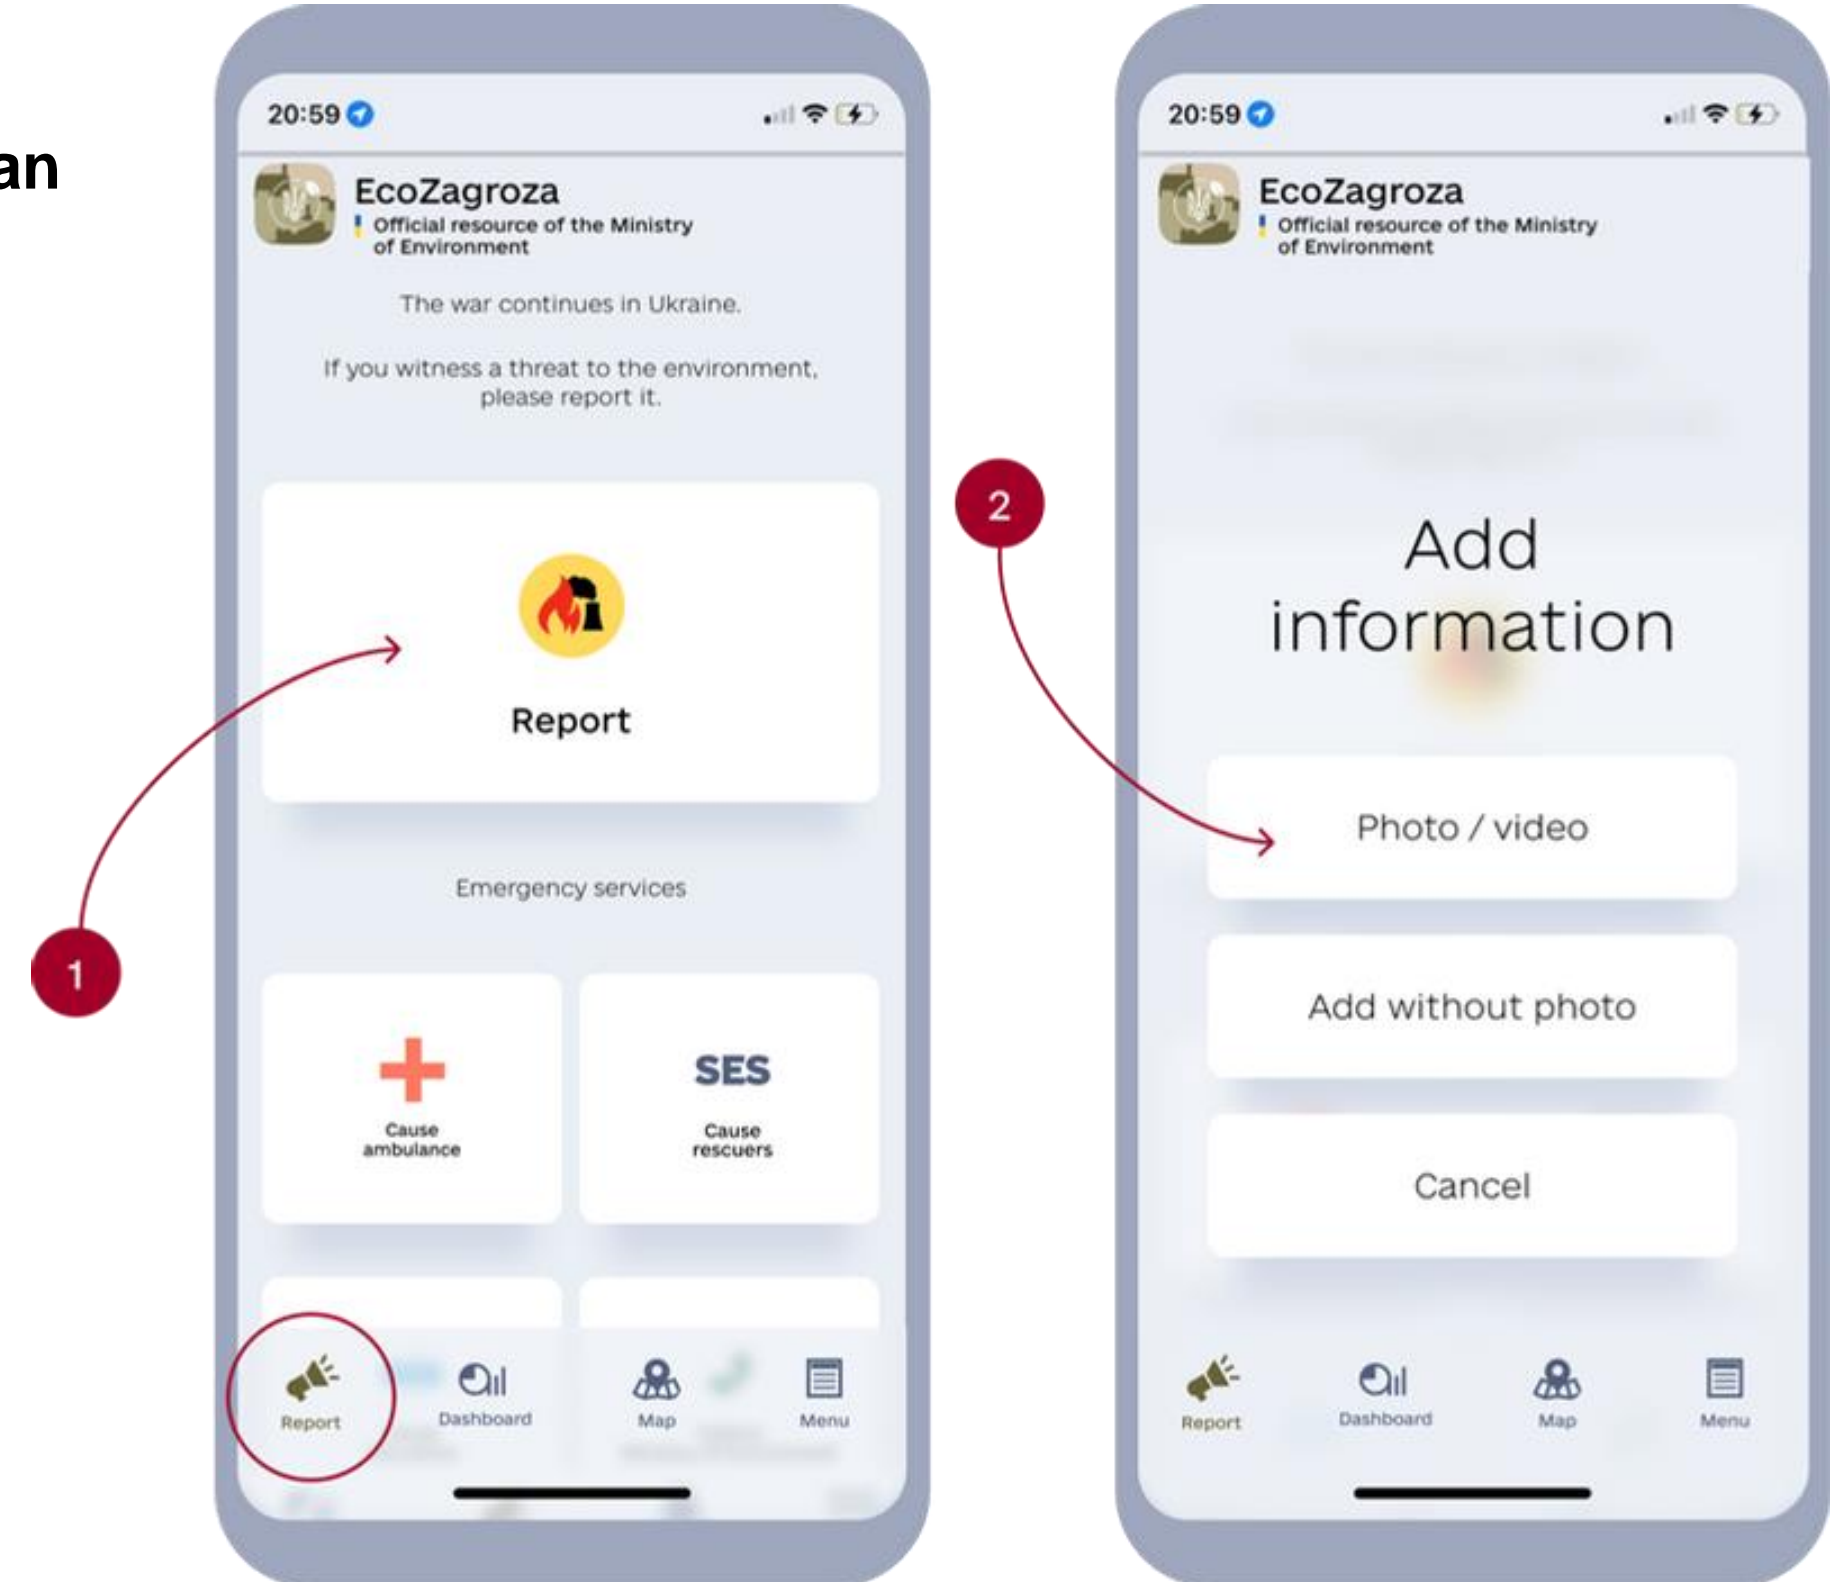 an
20:59
EcoZagroza
Official resource of the Ministry
of Environment
The war continues in Ukraine.
If you witness a threat to the environment,
please report it.
1
Report
Emergency services
Cause
ambulance
SES
Cause
rescuers
Report
Dashboard
Map
Menu
2
20:59
EcoZagroza
Official resource of the Ministry
of Environment
Add
information
Photo / video
Add without photo
Cancel
Report
Dashboard
Map
Menu